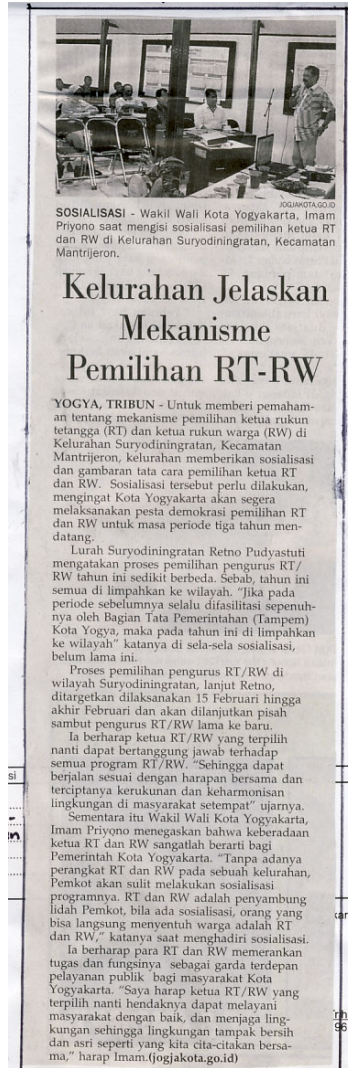 JOGJAKOTA.GO.ID
SOSIALISASI - Wakil Wali Kota Yogyakarta, Imam
Priyono saat mengisi sosialisasi pemilihan ketua RT
dan RW di Kelurahan Suryodiningratan, Kecamatan
Mantrijeron.
Kelurahan Jelaskan
Mekanisme
Pemilihan RT-RW
YOGYA, TRIBUN - Untuk memberi pemaham-
an tentang mekanisme pemilihan ketua rukun
tetangga (RT) dan ketua rukun warga (RW) di
Kelurahan Suryodiningratan, Kecamatan
Mantrijeron, kelurahan memberikan sosialisasi
dan gambaran tata cara pemilihan ketua RT
dan RW. Sosialisasi tersebut perlu dilakukan,
mengingat Kota Yogyakarta akan segera
melaksanakan pesta demokrasi pemilihan RT
dan RW untuk masa periode tiga tahun men-
datang.
Lurah Suryodiningratan Retno Pudyastuti
mengatakan proses pemilihan pengurus RT/
RW tahun ini sedikit berbeda. Sebab, tahun ini
semua di limpahkan ke wilayah. “Jika pada
periode sebelumnya selalu difasilitasi sepenuh-
nya oleh Bagian Tata Pemerintahan (Tampem)
Kota Yogya, maka pada tahun ini di limpahkan
ke wilayah” katanya di sela-sela sosialisasi,
belum lama ini.
Proses pemilihan pengurus RT/RW di
wilayah Suryodiningratan, lanjut Retno,
ditargetkan dilaksanakan 15 Februari hingga
akhir Februari dan akan dilanjutkan pisah
sambut pengurus RT/RW lama ke baru.
Ia berharap ketua RT/RW yang terpilih
nanti dapat bertanggung jawab terhadap
semua program RT/RW. “Sehingga dapat
berjalan sesuai dengan harapan bersama dan
terciptanya kerukunan dan keharmonisan
lingkungan di masyarakat setempat” ujarnya.
Sementara itu Wakil Wali Kota Yogyakarta,
Imam Priyono menegaskan bahwa keberadaan
ketua RT dan RW sangatlah berarti bagi
Pemerintah Kota Yogyakarta. “Tanpa adanya
perangkat RT dan RW pada sebuah kelurahan,
Pemkot akan sulit melakukan sosialisasi
programnya. RT dan RW adalah penyambung
lidah Pemkot, bila ada sosialisasi, orang yang
bisa langsung menyentuh warga adalah RT
dan RW,” katanya saat menghadiri sosialisasi.
Ia berharap para RT dan RW memerankan
tugas dan fungsinya sebagai garda terdepan
pelayanan publik bagi masyarakat Kota
Yogyakarta. “Saya harap ketua RT/RW yang
terpilih nanti hendaknya dapat melayani
masyarakat dengan baik, dan menjaga ling-
kungan sehingga lingkungan tampak bersih
dan asri seperti yang kita cita-citakan bersa-
ma,” harap Imam.(jogjakota.go.id)